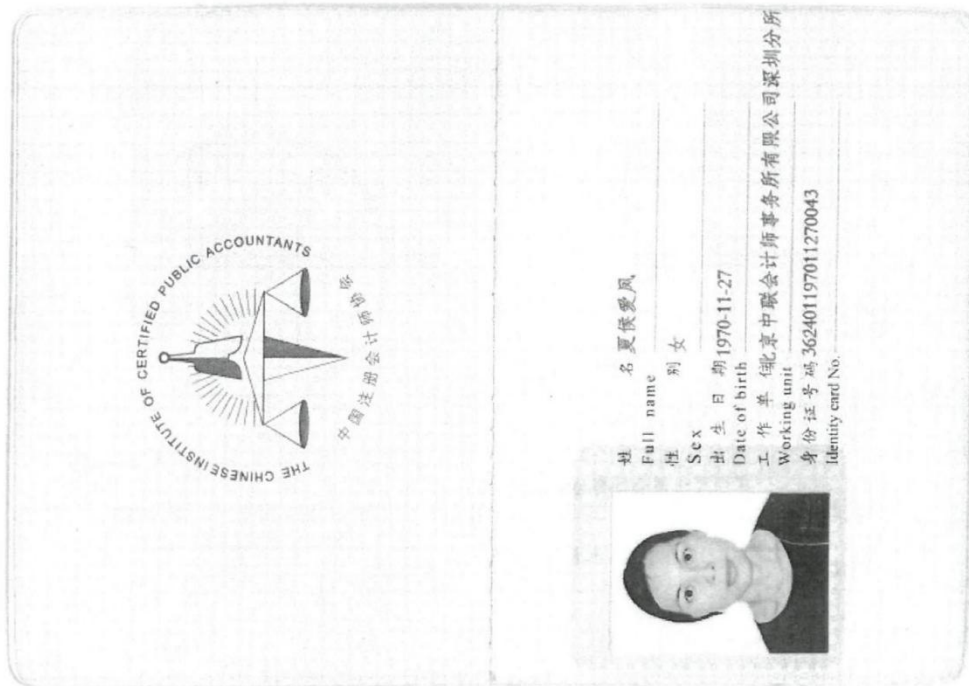 THE CHINESE INSTITUTE OF CERTIFIED PUBLIC ACCOUNTANTS
中国注册会计师协会
姓 名 夏侯爱凤
Full name
性 别 女
Sex
出 生 日 期 1970-11-27
Date of birth
工 作 单 位 北京中联会计师事务所有限公司深圳分所
Working unit
身份证号码 362401197011270043
Identity card No.